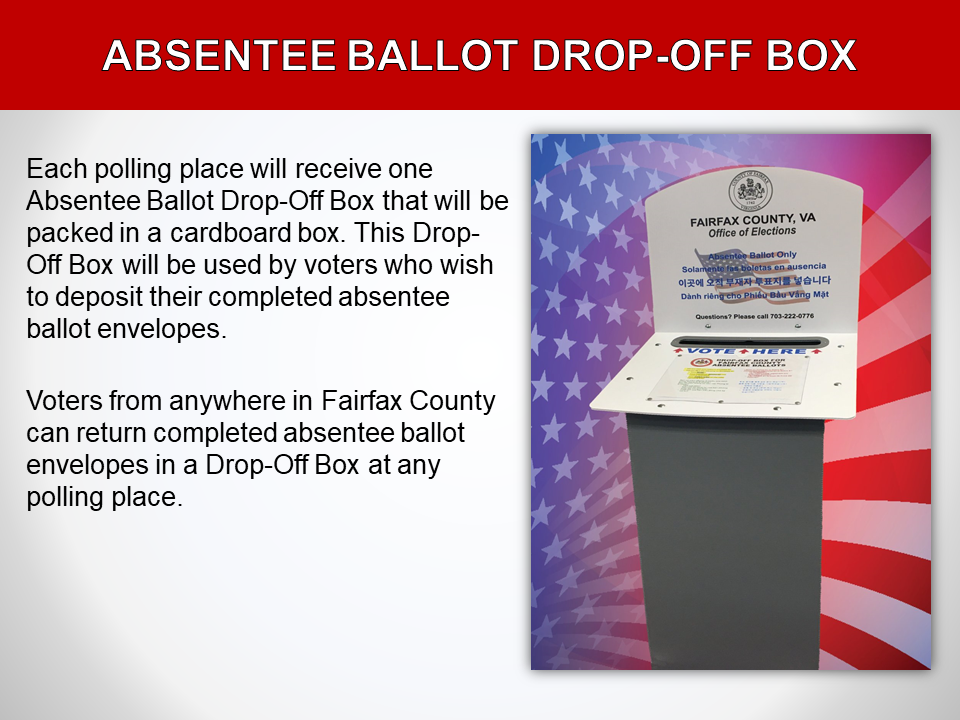 ABSENTEE BALLOT DROP-OFF BOX
Each polling place will receive one
Absentee Ballot Drop-Off Box that will be
packed in a cardboard box. This Drop-
Off Box will be used by voters who wish
to deposit their completed absentee
ballot envelopes.
Voters from anywhere in Fairfax County
can return completed absentee ballot
envelopes in a Drop-Off Box at any
polling place.
FAIRFAX COUNTY, VA
Office of Elections
Absentee Ballot Only
Solamente las boletas en ausencia
이곳에 오직 부재자 투표지를 넣습니다
Dành riêng cho Phiếu Bầu Vắng Mặt
Questions? Please call 703-222-0776
VOTE HERE
DROP-OFF BOX FOR
FAIRFAX COUNTY
ABSENTEE BALLOTS